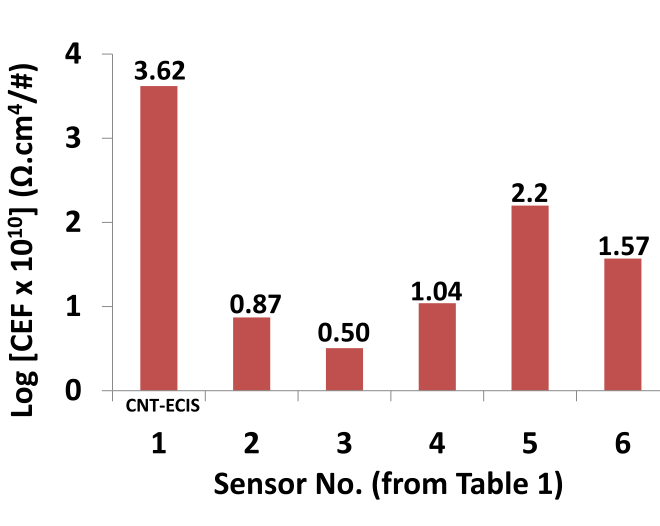 Log [CEF x 10¹⁰] (Ω.cm⁴/#)
4
3
2
1
0
3.62
0.87
0.50
1.04
2.2
1.57
CNT-ECIS
1 2 3 4 5 6
Sensor No. (from Table 1)